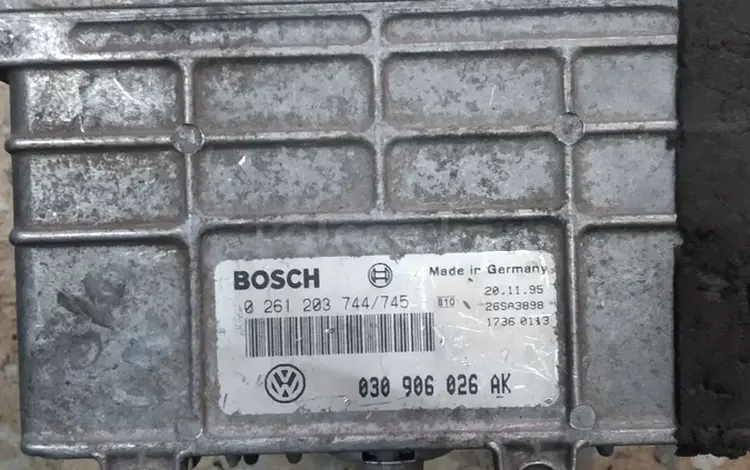 BOSCH
Made in Germany
0 261 203 744/745
810
20.11.95
26SA3898
1736 0113
030 906 026 AK